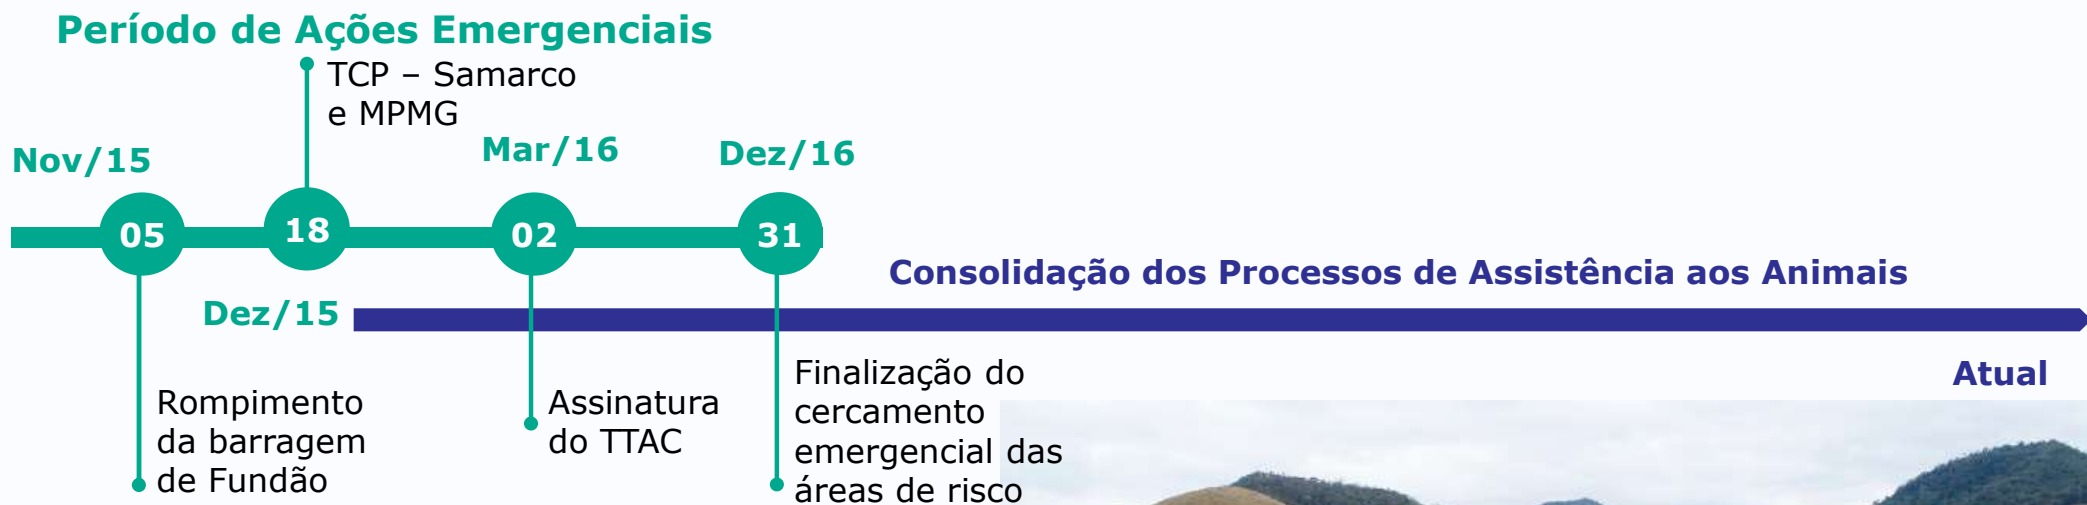 Período de Ações Emergenciais
TCP – Samarco
e MPMG
Nov/15
Mar/16
Dez/16
05
18
02
31
Dez/15
Consolidação dos Processos de Assistência aos Animais
Atual
Rompimento
da barragem
de Fundão
Assinatura
do TTAC
Finalização do
cercamento
emergencial das
áreas de risco